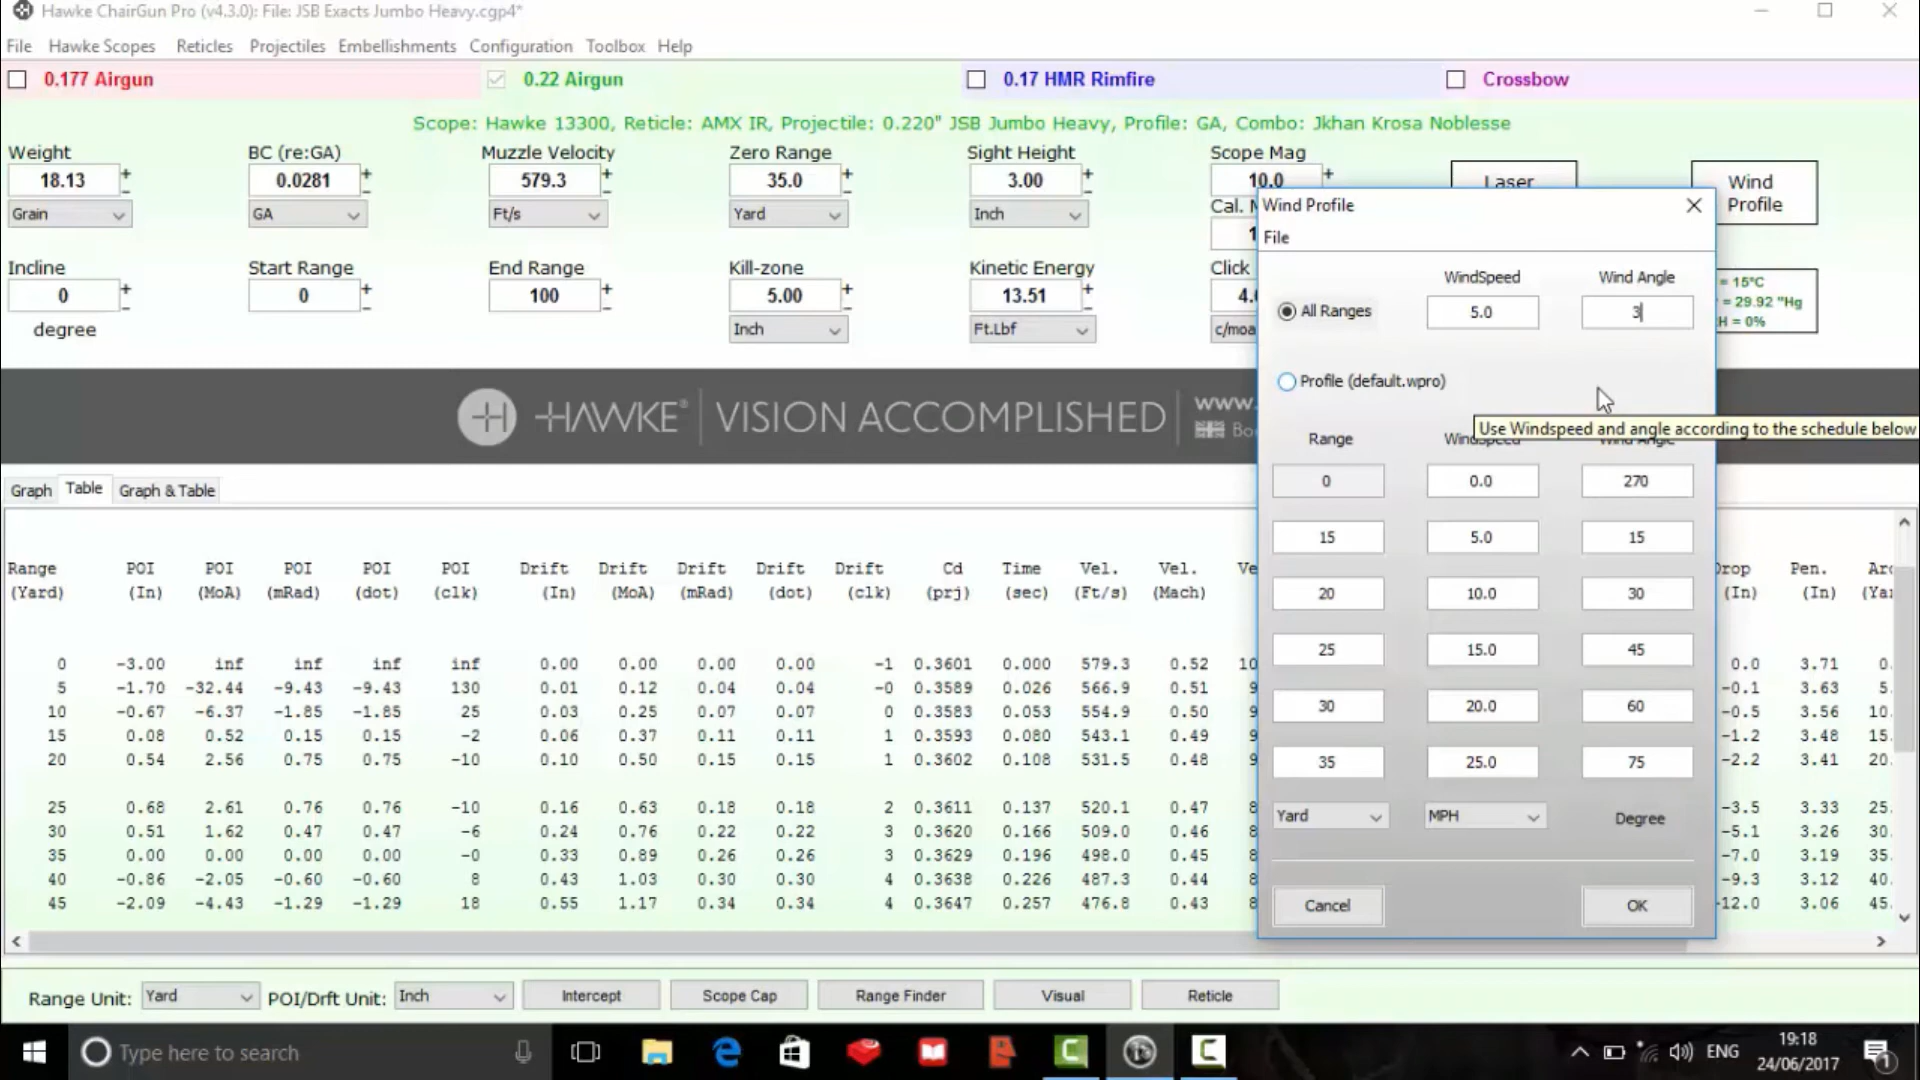 Hawke ChairGun Pro (v4.3.0): File: JSB Exacts Jumbo Heavy.cgp4*
File Hawke Scopes Reticles Projectiles Embellishments Configuration Toolbox Help
0.177 Airgun 0.22 Airgun 0.17 HMR Rimfire Crossbow
Scope: Hawke 13300, Reticle: AMX IR, Projectile: 0.220" JSB Jumbo Heavy, Profile: GA, Combo: Jkhan Krosa Noblesse
Weight BC (re:GA) Muzzle Velocity Zero Range Sight Height Scope Mag
18.13 + - 0.0281 + - 579.3 + - 35.0 + - 3.00 + - 10.0 + Laser Wind Profile
Grain GA Ft/s Yard Inch Cal.
Incline Start Range End Range Kill-zone Kinetic Energy Click
0 + - 0 + - 100 + - 5.00 + - 13.51 + - 4.
degree Inch Ft.Lbf c/moa
= 15°C
= 29.92 "Hg
H = 0%
HAWKE® VISION ACCOMPLISHED www.
Wind Profile
File
WindSpeed Wind Angle
All Ranges 5.0 3
Profile (default.wpro)
Use Windspeed and angle according to the schedule below
Range WindSpeed Wind Angle
0 0.0 270
15 5.0 15
20 10.0 30
25 15.0 45
30 20.0 60
35 25.0 75
Yard MPH Degree
Cancel OK
Graph Table Graph & Table
Range POI POI POI POI POI Drift Drift Drift Drift Drift Cd Time Vel. Vel. Ve Drop Pen.
(Yard) (In) (MoA) (mRad) (dot) (clk) (In) (MoA) (mRad) (dot) (clk) (prj) (sec) (Ft/s) (Mach) (In) (In)
0 -3.00 inf inf inf inf 0.00 0.00 0.00 0.00 -1 0.3601 0.000 579.3 0.52 10 0.0 3.71 0.
5 -1.70 -32.44 -9.43 -9.43 130 0.01 0.12 0.04 0.04 -0 0.3589 0.026 566.9 0.51 9 -0.1 3.63 5.
10 -0.67 -6.37 -1.85 -1.85 25 0.03 0.25 0.07 0.07 0 0.3583 0.053 554.9 0.50 9 -0.5 3.56 10.
15 0.08 0.52 0.15 0.15 -2 0.06 0.37 0.11 0.11 1 0.3593 0.080 543.1 0.49 9 -1.2 3.48 15.
20 0.54 2.56 0.75 0.75 -10 0.10 0.50 0.15 0.15 1 0.3602 0.108 531.5 0.48 9 -2.2 3.41 20.
25 0.68 2.61 0.76 0.76 -10 0.16 0.63 0.18 0.18 2 0.3611 0.137 520.1 0.47 8 -3.5 3.33 25.
30 0.51 1.62 0.47 0.47 -6 0.24 0.76 0.22 0.22 3 0.3620 0.166 509.0 0.46 8 -5.1 3.26 30.
35 0.00 0.00 0.00 0.00 -0 0.33 0.89 0.26 0.26 3 0.3629 0.196 498.0 0.45 8 -7.0 3.19 35.
40 -0.86 -2.05 -0.60 -0.60 8 0.43 1.03 0.30 0.30 4 0.3638 0.226 487.3 0.44 8 -9.3 3.12 40.
45 -2.09 -4.43 -1.29 -1.29 18 0.55 1.17 0.34 0.34 4 0.3647 0.257 476.8 0.43 8 -12.0 3.06 45.
Range Unit: Yard POI/Drft Unit: Inch Intercept Scope Cap Range Finder Visual Reticle
Type here to search ENG 19:18
24/06/2017 1